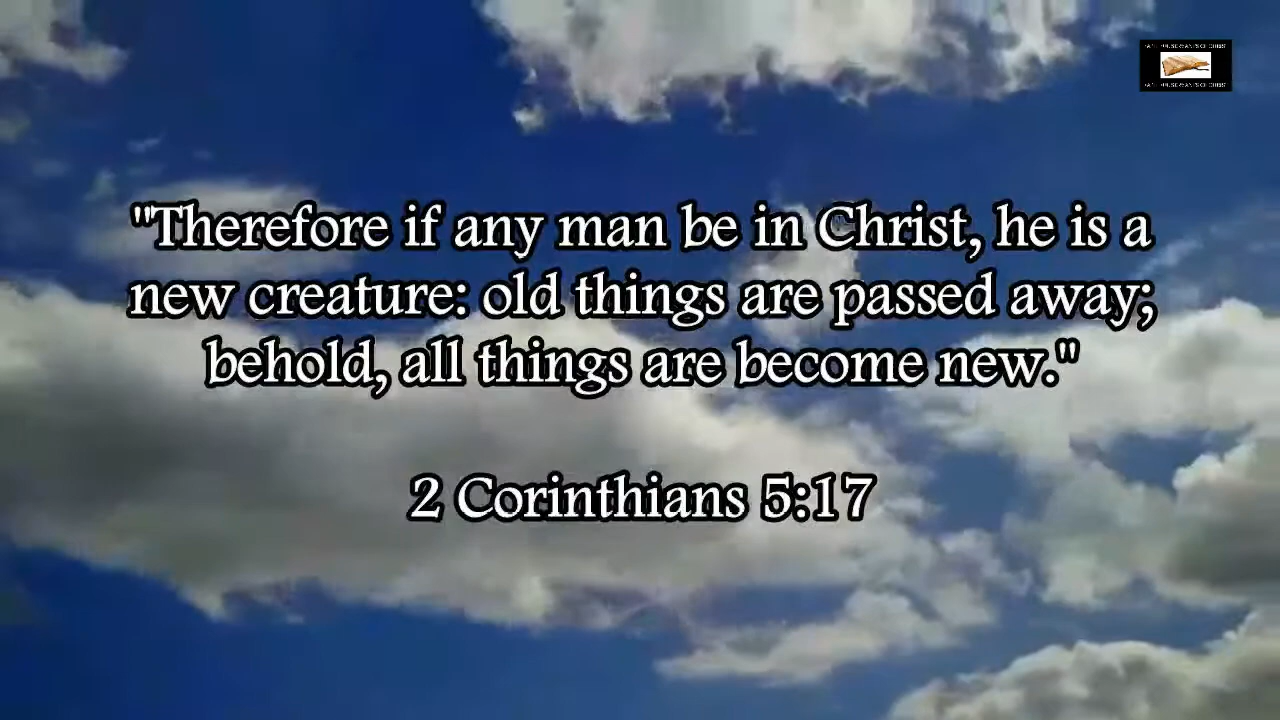 "Therefore if any man be in Christ, he is a
new creature: old things are passed away;
behold, all things are become new."
2 Corinthians 5:17